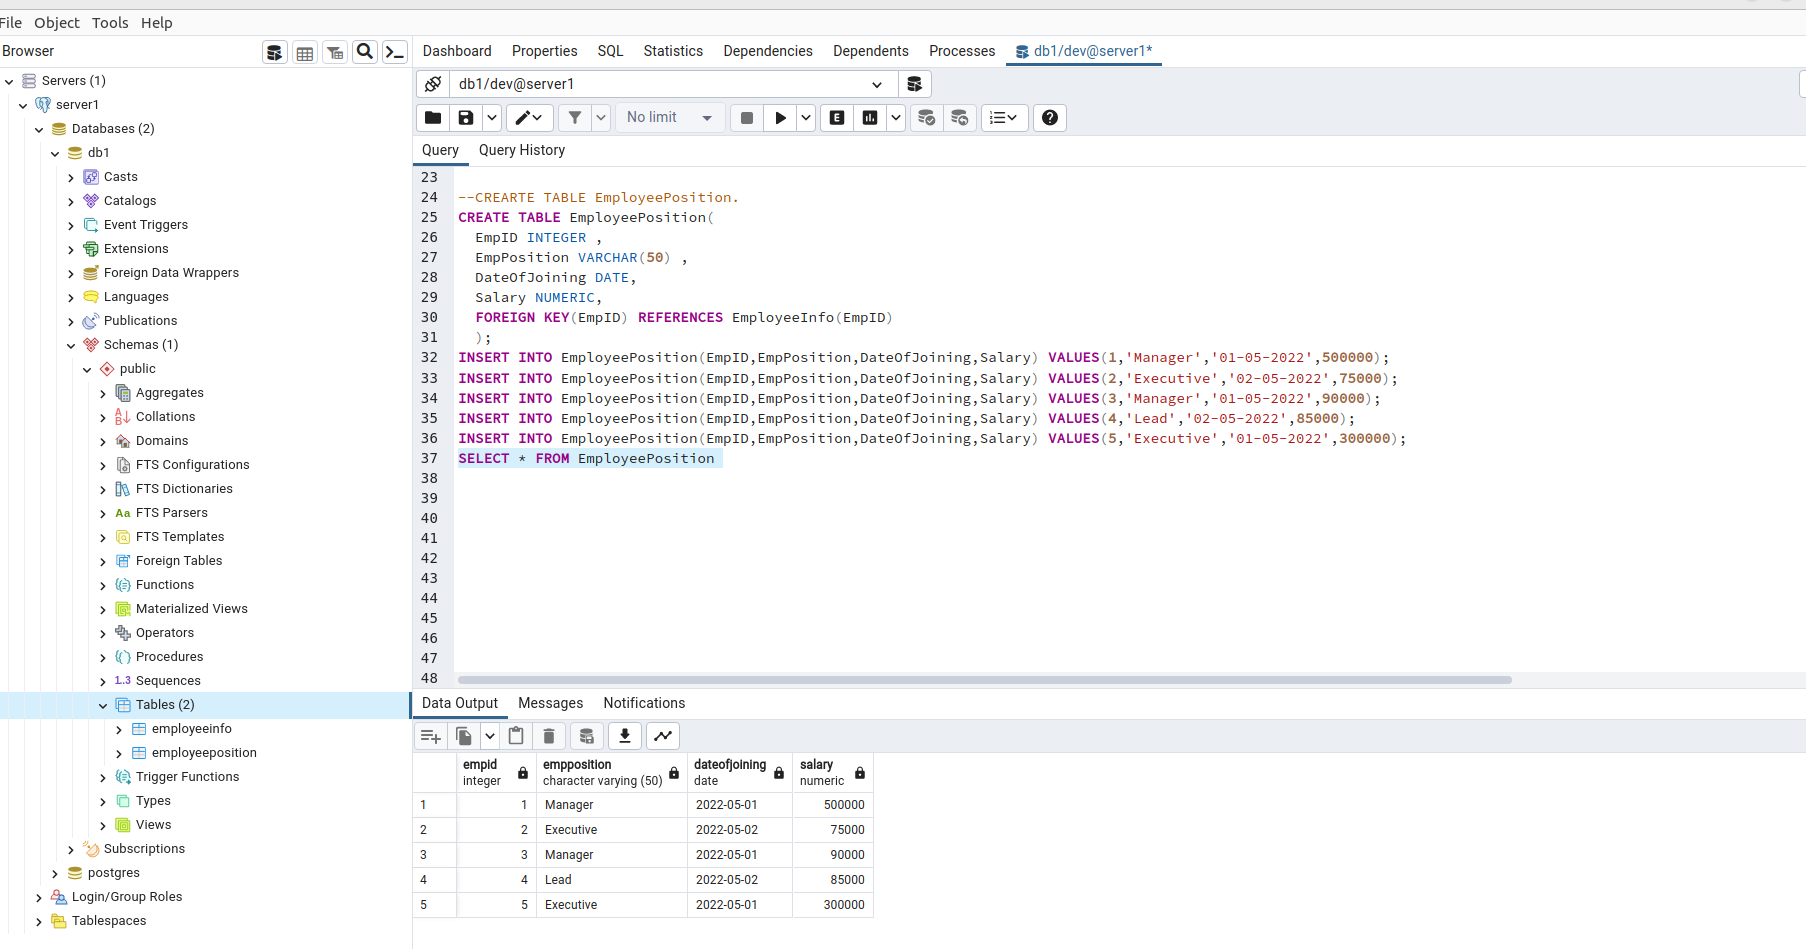 File Object Tools Help
Browser
Servers (1)
server1
Databases (2)
db1
Casts
Catalogs
Event Triggers
Extensions
Foreign Data Wrappers
Languages
Publications
Schemas (1)
public
Aggregates
Collations
Domains
FTS Configurations
FTS Dictionaries
Aa FTS Parsers
FTS Templates
Foreign Tables
Functions
Materialized Views
Operators
Procedures
1..3 Sequences
Tables (2)
employeeinfo
employeeposition
Trigger Functions
Types
Views
Subscriptions
postgres
Login/Group Roles
Tablespaces
Dashboard Properties SQL Statistics Dependencies Dependents Processes db1/dev@server1*
db1/dev@server1
No limit E
Query Query History
23
24 --CREARTE TABLE EmployeePosition.
25 CREATE TABLE EmployeePosition(
26 EmpID INTEGER ,
27 EmpPosition VARCHAR(50) ,
28 DateOfJoining DATE,
29 Salary NUMERIC,
30 FOREIGN KEY(EmpID) REFERENCES EmployeeInfo(EmpID)
31 );
32 INSERT INTO EmployeePosition(EmpID,EmpPosition,DateOfJoining,Salary) VALUES(1,'Manager','01-05-2022',500000);
33 INSERT INTO EmployeePosition(EmpID,EmpPosition,DateOfJoining,Salary) VALUES(2,'Executive','02-05-2022',75000);
34 INSERT INTO EmployeePosition(EmpID,EmpPosition,DateOfJoining,Salary) VALUES(3,'Manager','01-05-2022',90000);
35 INSERT INTO EmployeePosition(EmpID,EmpPosition,DateOfJoining,Salary) VALUES(4,'Lead','02-05-2022',85000);
36 INSERT INTO EmployeePosition(EmpID,EmpPosition,DateOfJoining,Salary) VALUES(5,'Executive','01-05-2022',300000);
37 SELECT * FROM EmployeePosition
38
39
40
41
42
43
44
45
46
47
48
Data Output Messages Notifications
empid empposition dateofjoining salary
integer character varying (50) date numeric
1 1 Manager 2022-05-01 500000
2 2 Executive 2022-05-02 75000
3 3 Manager 2022-05-01 90000
4 4 Lead 2022-05-02 85000
5 5 Executive 2022-05-01 300000